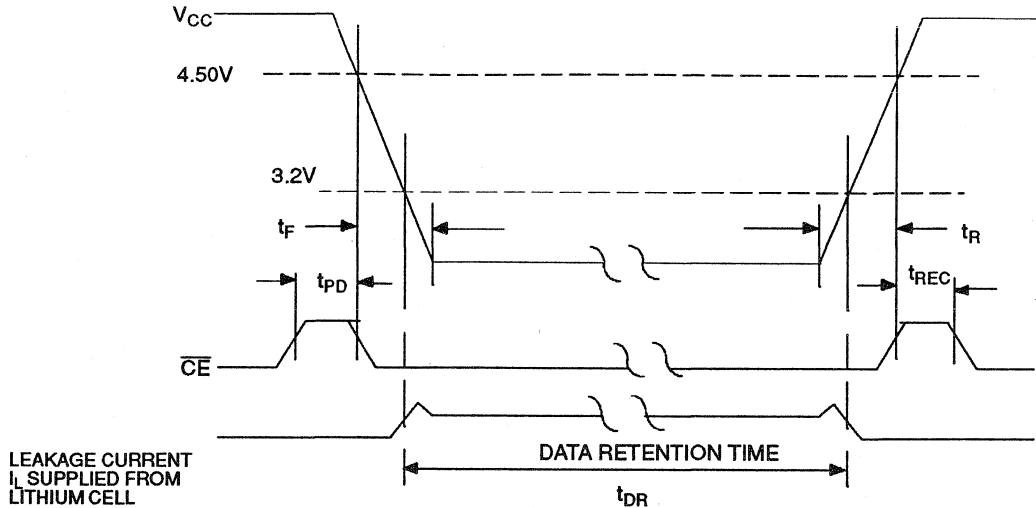 VCC
4.50V
3.2V
tF
tR
tPD
tREC
CE
LEAKAGE CURRENT
IL SUPPLIED FROM
LITHIUM CELL
DATA RETENTION TIME
tDR